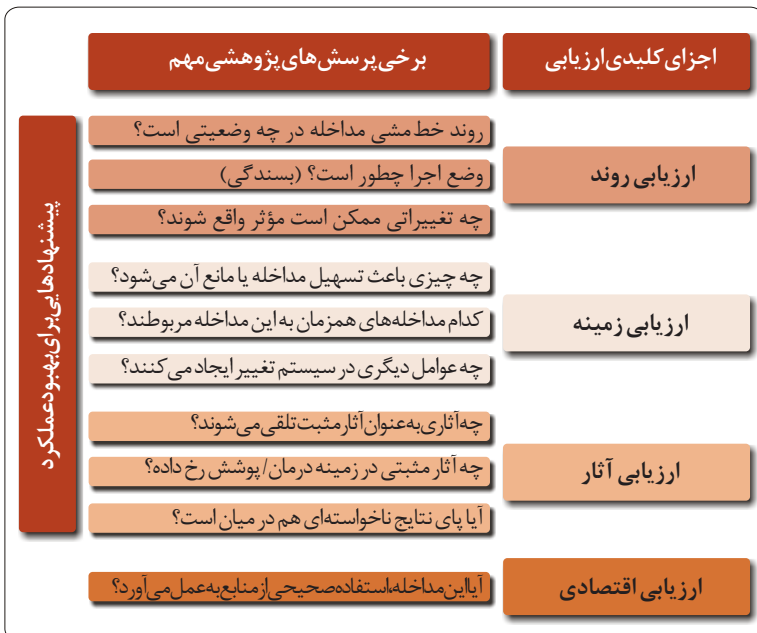 اجزای کلیدی ارزیابی
برخی پرسش‌های پژوهشی مهم
ارزیابی روند
روند خط‌مشی مداخله در چه وضعیتی است؟
وضع اجرا چطور است؟ (بسندگی)
چه تغییراتی ممکن است مؤثر واقع شوند؟
ارزیابی زمینه
چه چیزی باعث تسهیل مداخله یا مانع آن می‌شود؟
کدام مداخله‌های همزمان به این مداخله مربوطند؟
چه عوامل دیگری در سیستم تغییر ایجاد می‌کنند؟
ارزیابی آثار
چه آثاری به عنوان آثار مثبت تلقی می‌شوند؟
چه آثار مثبتی در زمینه درمان/ پوشش رخ داده؟
آیا پای نتایج ناخواسته‌ای هم در میان است؟
ارزیابی اقتصادی
آیا این مداخله، استفاده صحیحی از منابع به عمل می‌آورد؟
پیشنهادهایی برای بهبود عملکرد